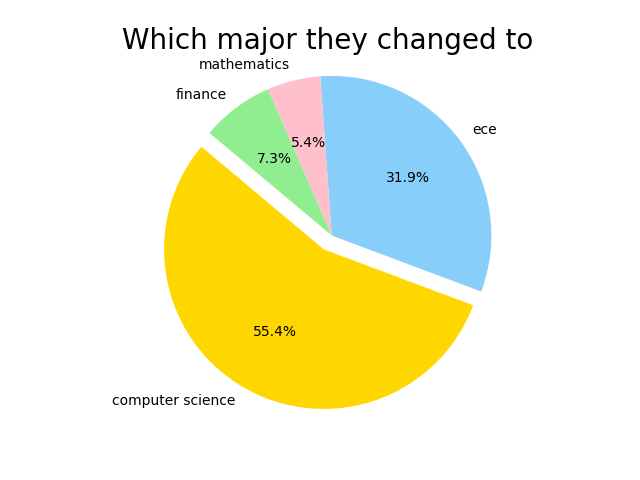 Which major they changed to
mathematics
finance
ece
5.4%
7.3%
31.9%
55.4%
computer science